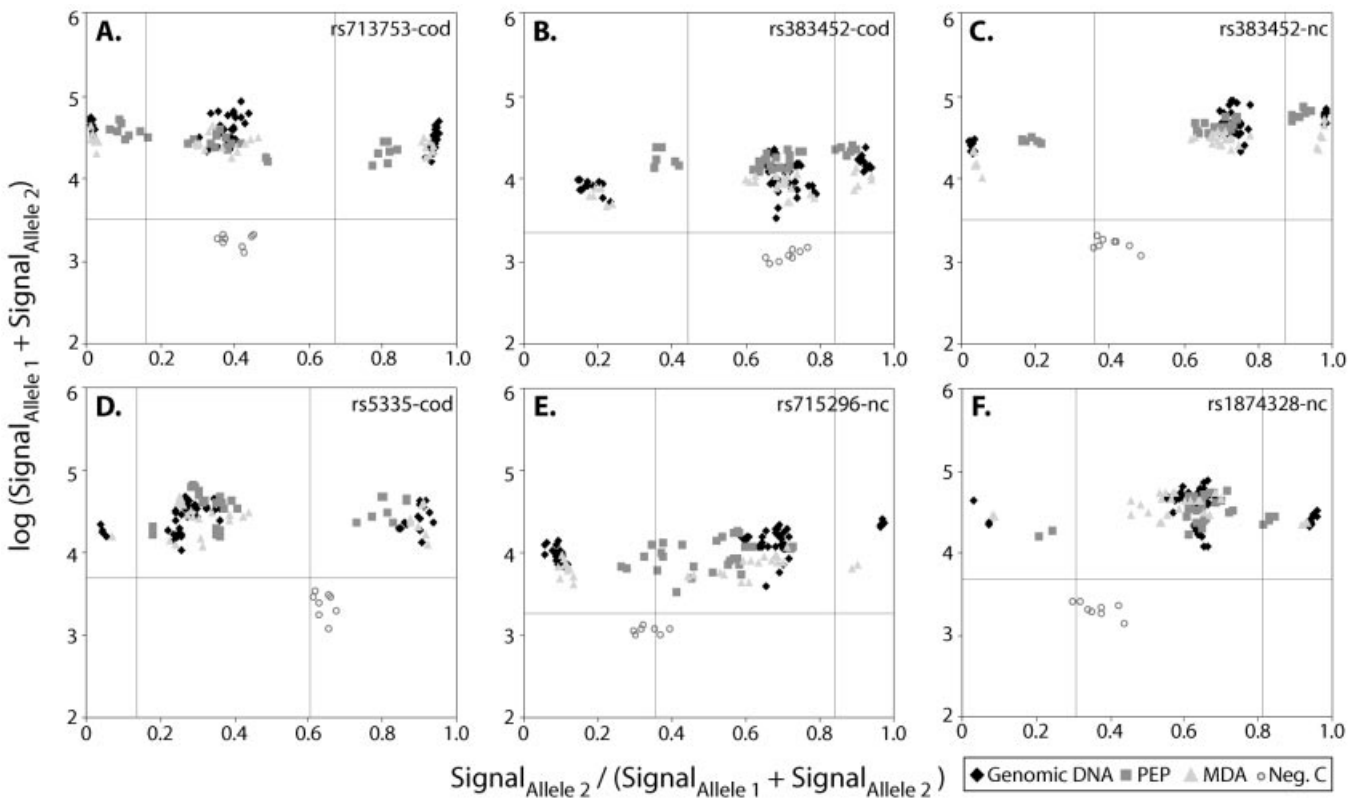 A. rs713753-cod
B. rs383452-cod
C. rs383452-nc
6 6 6
5 5 5
4 4 4
3 3 3
2 2 2
0 0.2 0.4 0.6 0.8 1.0 0 0.2 0.4 0.6 0.8 1.0 0 0.2 0.4 0.6 0.8 1.0
log (Signal Allele 1 + Signal Allele 2)
D. rs5335-cod
E. rs715296-nc
F. rs1874328-nc
6 6 6
5 5 5
4 4 4
3 3 3
2 2 2
0 0.2 0.4 0.6 0.8 1.0 0 0.2 0.4 0.6 0.8 1.0 0 0.2 0.4 0.6 0.8 1.0
Signal Allele 2 / (Signal Allele 1 + Signal Allele 2)
Genomic DNA PEP MDA Neg. C